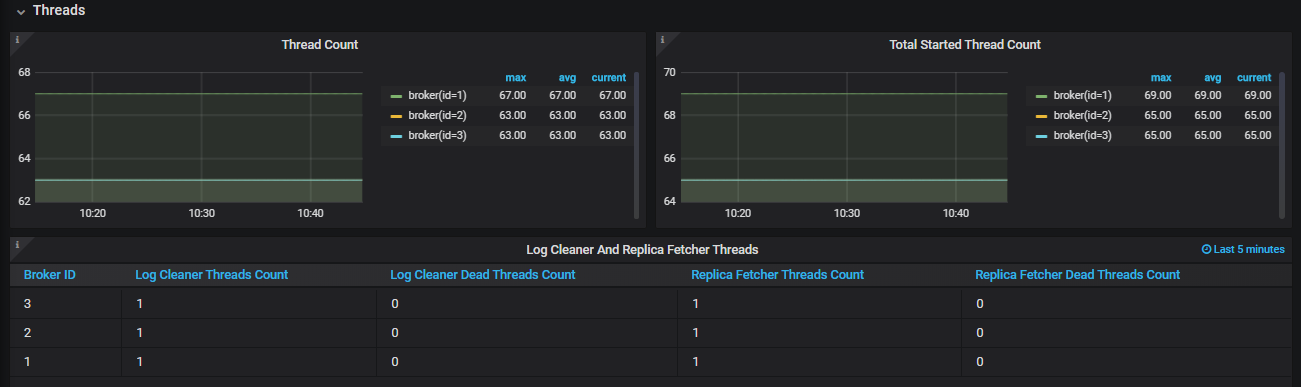 Threads
Thread Count
68
66
64
62
10:20 10:30 10:40
max avg current
broker(id=1) 67.00 67.00 67.00
broker(id=2) 63.00 63.00 63.00
broker(id=3) 63.00 63.00 63.00
Total Started Thread Count
70
68
66
64
10:20 10:30 10:40
max avg current
broker(id=1) 69.00 69.00 69.00
broker(id=2) 65.00 65.00 65.00
broker(id=3) 65.00 65.00 65.00
Log Cleaner And Replica Fetcher Threads
Last 5 minutes
Broker ID Log Cleaner Threads Count Log Cleaner Dead Threads Count Replica Fetcher Threads Count Replica Fetcher Dead Threads Count
3 1 0 1 0
2 1 0 1 0
1 1 0 1 0